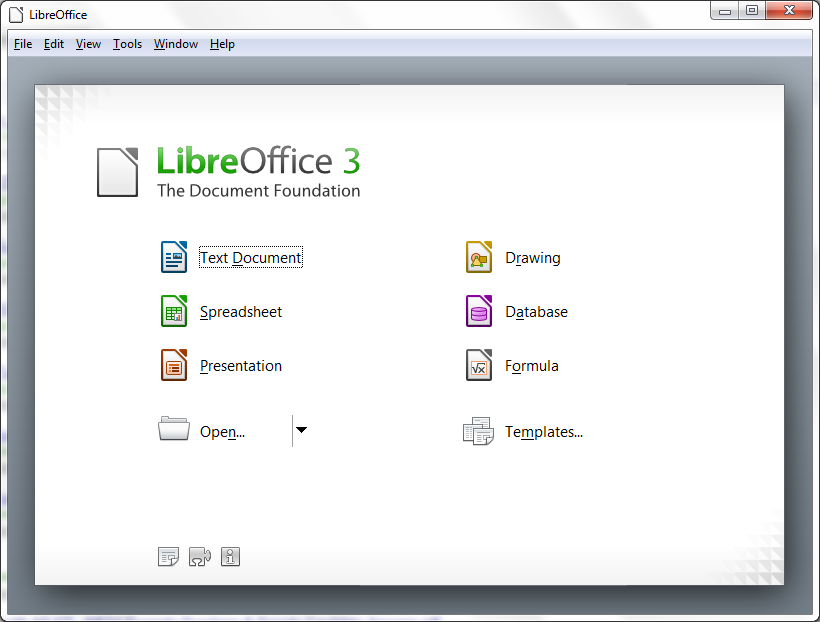 LibreOffice
File Edit View Tools Window Help
LibreOffice 3
The Document Foundation
Text Document
Drawing
Spreadsheet
Database
Presentation
Formula
Open...
Templates...